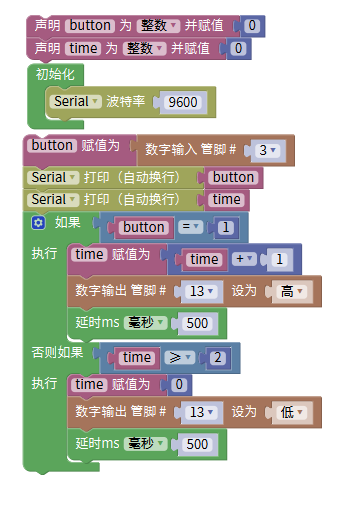 声明 button 为 整数 并赋值 0
声明 time 为 整数 并赋值 0
初始化
Serial 波特率 9600
button 赋值为 数字输入 管脚 # 3
Serial 打印（自动换行） button
Serial 打印（自动换行） time
如果 button = 1
执行 time 赋值为 time + 1
数字输出 管脚 # 13 设为 高
延时ms 毫秒 500
否则如果 time ≥ 2
执行 time 赋值为 0
数字输出 管脚 # 13 设为 低
延时ms 毫秒 500